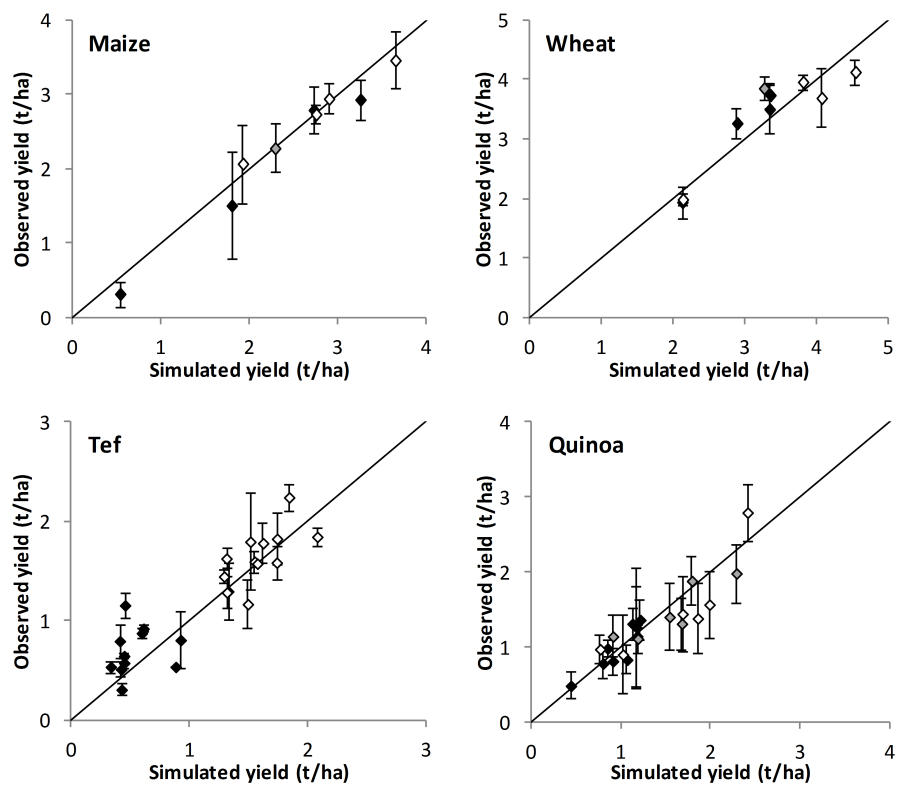 Maize
Observed yield (t/ha)
4
3
2
1
0
0 1 2 3 4
Simulated yield (t/ha)
Wheat
Observed yield (t/ha)
5
4
3
2
1
0
0 1 2 3 4 5
Simulated yield (t/ha)
Tef
Observed yield (t/ha)
3
2
1
0
0 1 2 3
Simulated yield (t/ha)
Quinoa
Observed yield (t/ha)
4
3
2
1
0
0 1 2 3 4
Simulated yield (t/ha)